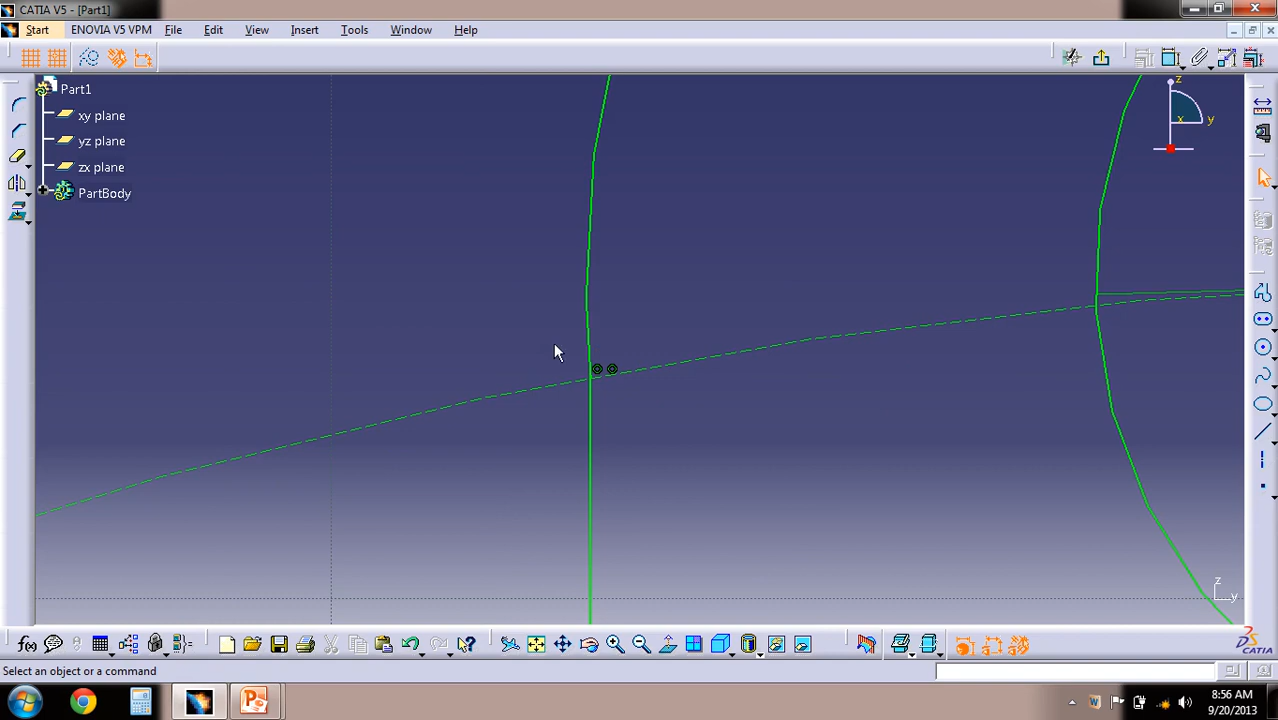 CATIA V5 - [Part1]
Start ENOVIA V5 VPM File Edit View Insert Tools Window Help
Part1
xy plane
yz plane
zx plane
PartBody
z
x
y
z
y
f(x)
CATIA
Select an object or a command
8:56 AM
9/20/2013